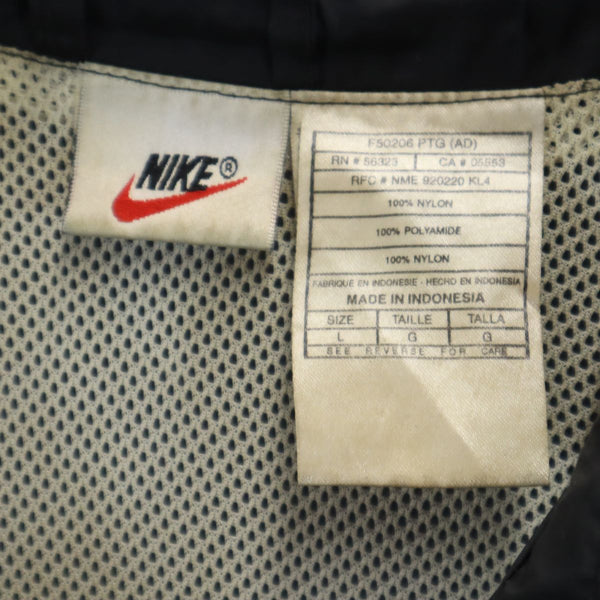 NIKE®
F50206 PTG (AD)
RN # 56323 CA # 05553
RFC # NME 920220 KL4
100% NYLON
100% POLYAMIDE
100% NYLON
FABRIQUE EN INDONESIE - HECHO EN INDONESIA
MADE IN INDONESIA
SIZE TAILLE TALLA
L G G
SEE REVERSE FOR CARE